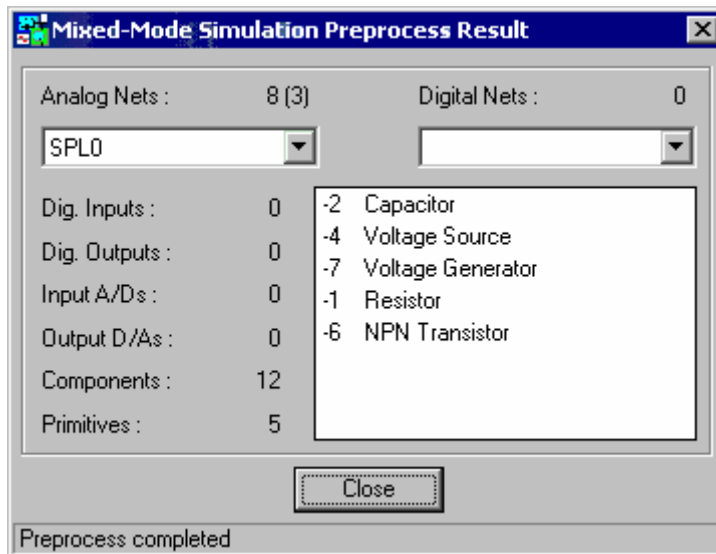 Mixed-Mode Simulation Preprocess Result
Analog Nets : 8 (3) Digital Nets : 0
SPL0
Dig. Inputs : 0
Dig. Outputs : 0
Input A/Ds : 0
Output D/As : 0
Components : 12
Primitives : 5
-2 Capacitor
-4 Voltage Source
-7 Voltage Generator
-1 Resistor
-6 NPN Transistor
Close
Preprocess completed